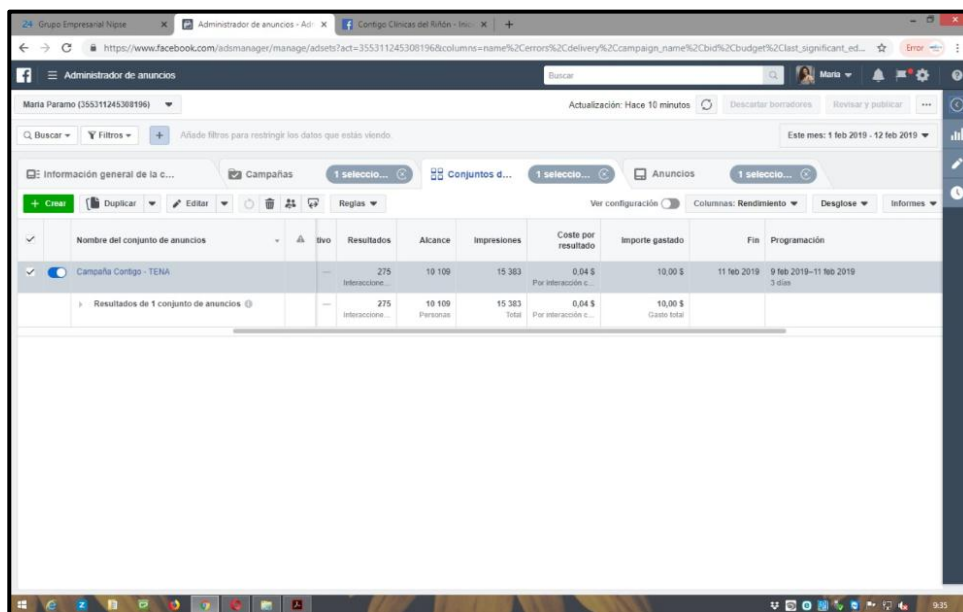 24 Grupo Empresarial Nipse
Administrador de anuncios - Ad
Contigo Clínicas del Riñón - Inic
https://www.facebook.com/adsmanager/manage/adsets?act=355311245308196&columns=name%2Cerrors%2Cdelivery%2Ccampaign_name%2Cbid%2Cbudget%2Clast_significant_ed...
Error
Administrador de anuncios
Buscar
Maria
Maria Paramo (355311245308196)
Actualización: Hace 10 minutos
Descartar borradores
Revisar y publicar
Buscar
Filtros
Añade filtros para restringir los datos que estás viendo.
Este mes: 1 feb 2019 - 12 feb 2019
Información general de la c...
Campañas
1 seleccio...
Conjuntos d...
1 seleccio...
Anuncios
1 seleccio...
+ Crear
Duplicar
Editar
Reglas
Ver configuración
Columnas: Rendimiento
Desglose
Informes
Nombre del conjunto de anuncios
tivo
Resultados
Alcance
Impresiones
Coste por
resultado
Importe gastado
Fin
Programación
Campaña Contigo - TENA
—
275
Interaccione...
10 109
15 383
0,04 $
Por interacción c...
10,00 $
11 feb 2019
9 feb 2019–11 feb 2019
3 días
Resultados de 1 conjunto de anuncios
—
275
Interaccione...
10 109
Personas
15 383
Total
0,04 $
Por interacción c...
10,00 $
Gasto total
9:35